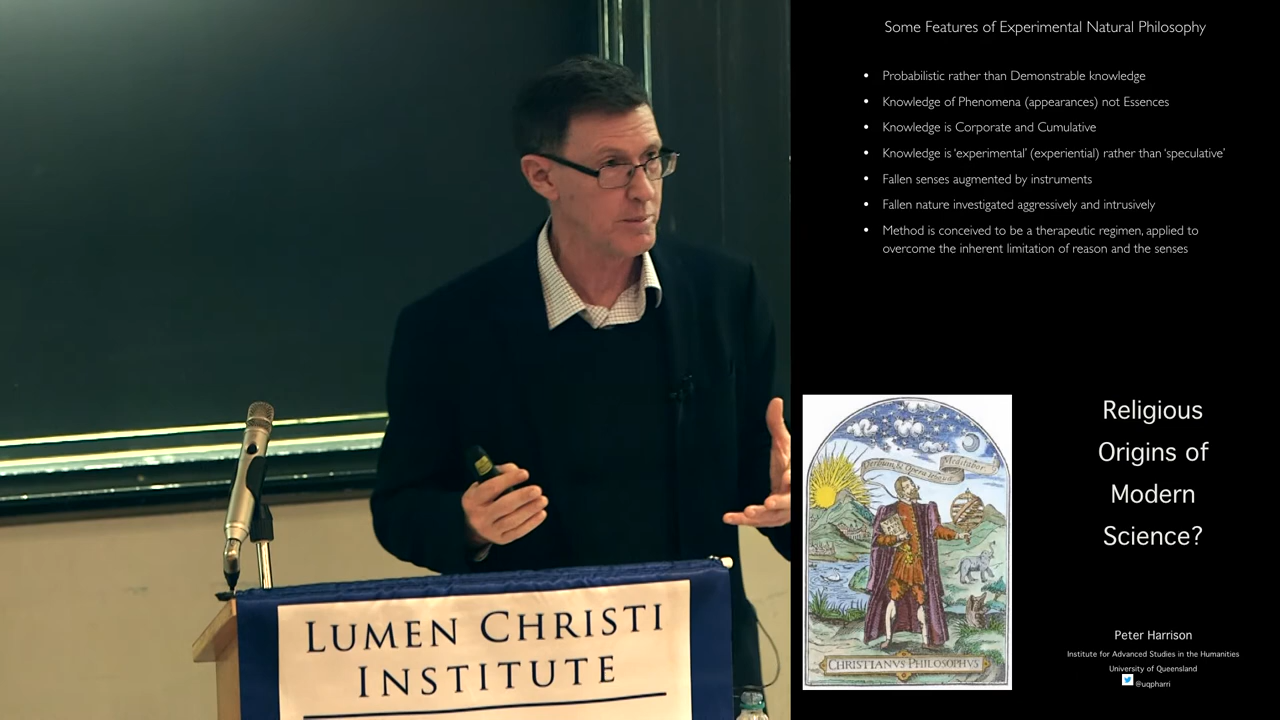 Some Features of Experimental Natural Philosophy
• Probabilistic rather than Demonstrable knowledge
• Knowledge of Phenomena (appearances) not Essences
• Knowledge is Corporate and Cumulative
• Knowledge is ‘experimental’ (experiential) rather than ‘speculative’
• Fallen senses augmented by instruments
• Fallen nature investigated aggressively and intrusively
• Method is conceived to be a therapeutic regimen, applied to
overcome the inherent limitation of reason and the senses
Meditabor
CHRISTIANVS PHILOSOPHVS
Religious
Origins of
Modern
Science?
Peter Harrison
Institute for Advanced Studies in the Humanities
University of Queensland
@uqpharri
LUMEN CHRISTI
INSTITUTE